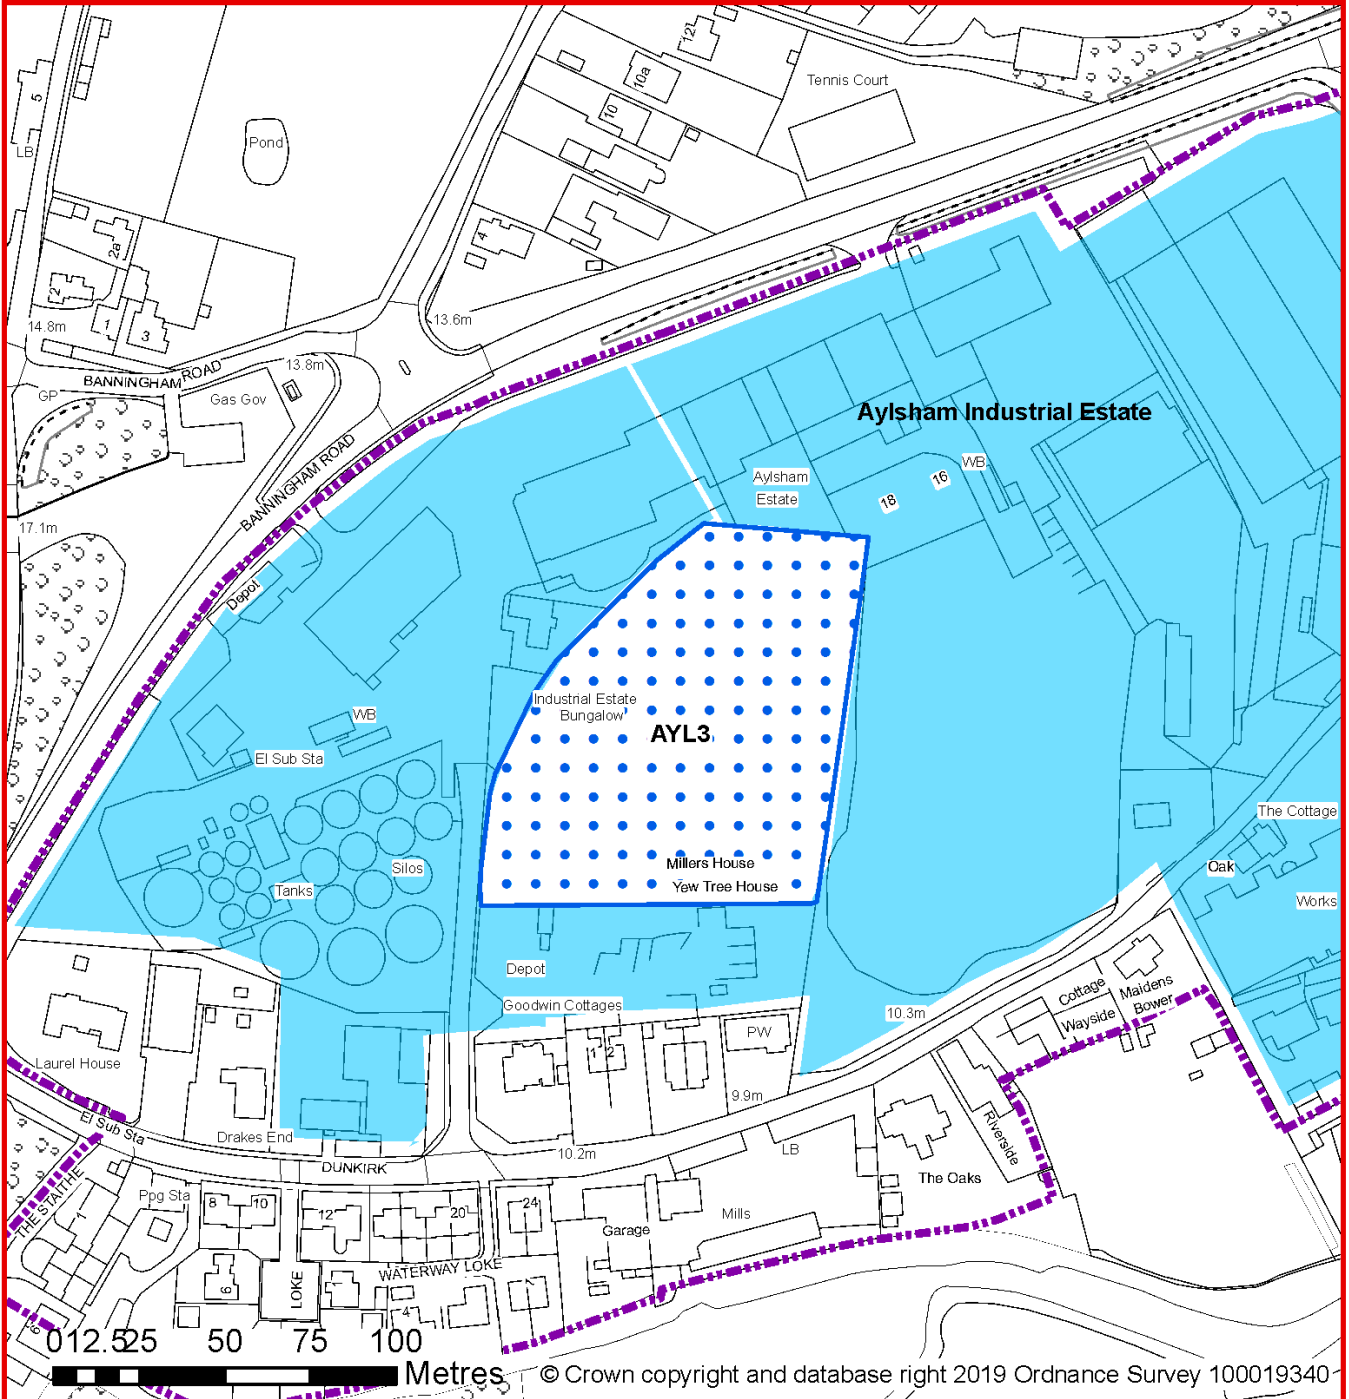 12
10a
10
Tennis Court
5
LB
Pond
2a
4
2
1
3
14.8m
13.6m
BANNINGHAM ROAD
13.8m
GP
Gas Gov
BANNINGHAM ROAD
Aylsham Industrial Estate
17.1m
Aylsham
Estate
18
16
WB
Depot
Industrial Estate
Bungalow
AYL3
WB
El Sub Sta
The Cottage
Silos
Tanks
Millers House
Yew Tree House
Oak
Works
Depot
Goodwin Cottages
Cottage
Wayside
Maidens
Bower
10.3m
PW
1
2
Laurel House
9.9m
El Sub Sta
Drakes End
DUNKIRK
10.2m
LB
Riverside
The Oaks
THE STAITHE
Ppg Sta
8
10
12
20
24
Garage
Mills
WATERWAY LOKE
LOKE
6
1
4
7
6
0 12.5 25 50 75 100
Metres
© Crown copyright and database right 2019 Ordnance Survey 100019340